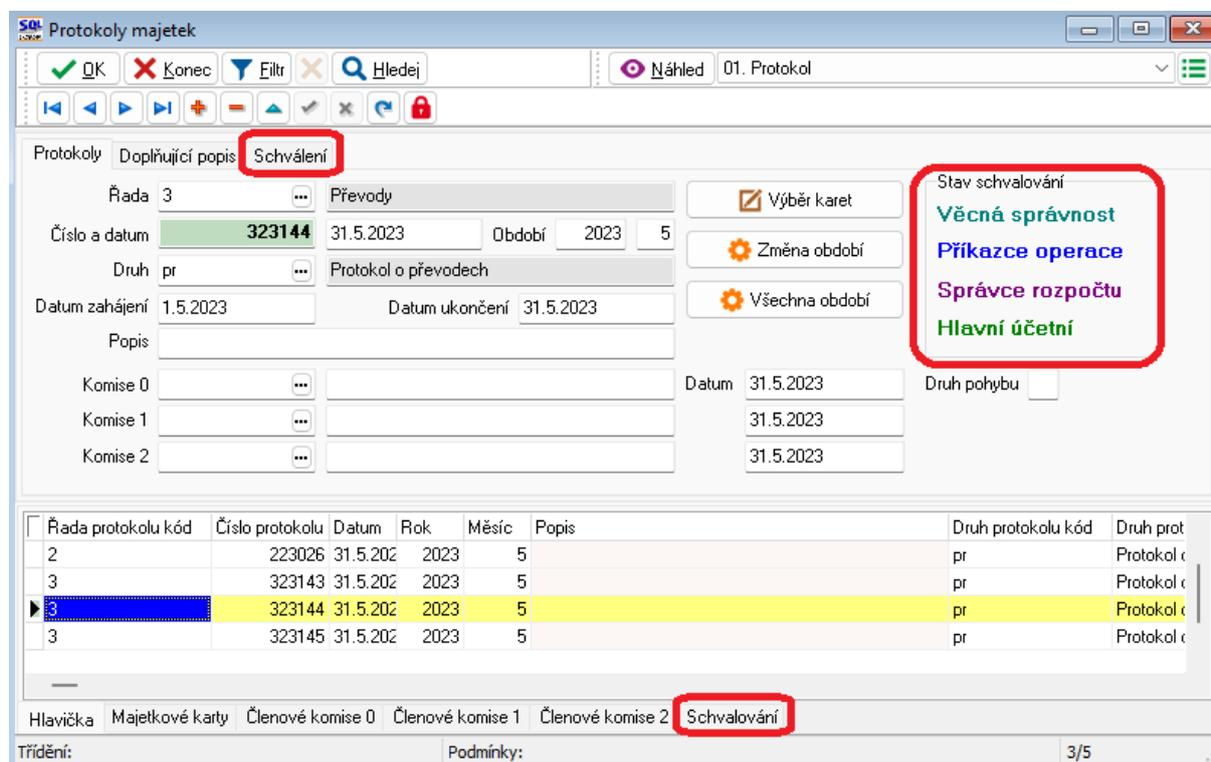 SQL Protokoly majetek
OK Konec Filtr Hledej Náhled 01. Protokol
Protokoly Doplňující popis Schválení
Řada 3 Převody Výběr karet Stav schvalování
Věcná správnost
Číslo a datum 323144 31.5.2023 Období 2023 5 Změna období Příkazce operace
Druh pr Protokol o převodech
Správce rozpočtu
Datum zahájení 1.5.2023 Datum ukončení 31.5.2023 Všechna období
Hlavní účetní
Popis
Komise 0 Datum 31.5.2023 Druh pohybu
Komise 1 31.5.2023
Komise 2 31.5.2023
Řada protokolu kód Číslo protokolu Datum Rok Měsíc Popis Druh protokolu kód Druh prot
2 223026 31.5.202 2023 5 pr Protokol
3 323143 31.5.202 2023 5 pr Protokol
3 323144 31.5.202 2023 5 pr Protokol
3 323145 31.5.202 2023 5 pr Protokol
Hlavička Majetkové karty Členové komise 0 Členové komise 1 Členové komise 2 Schvalování
Třídění: Podmínky: 3/5